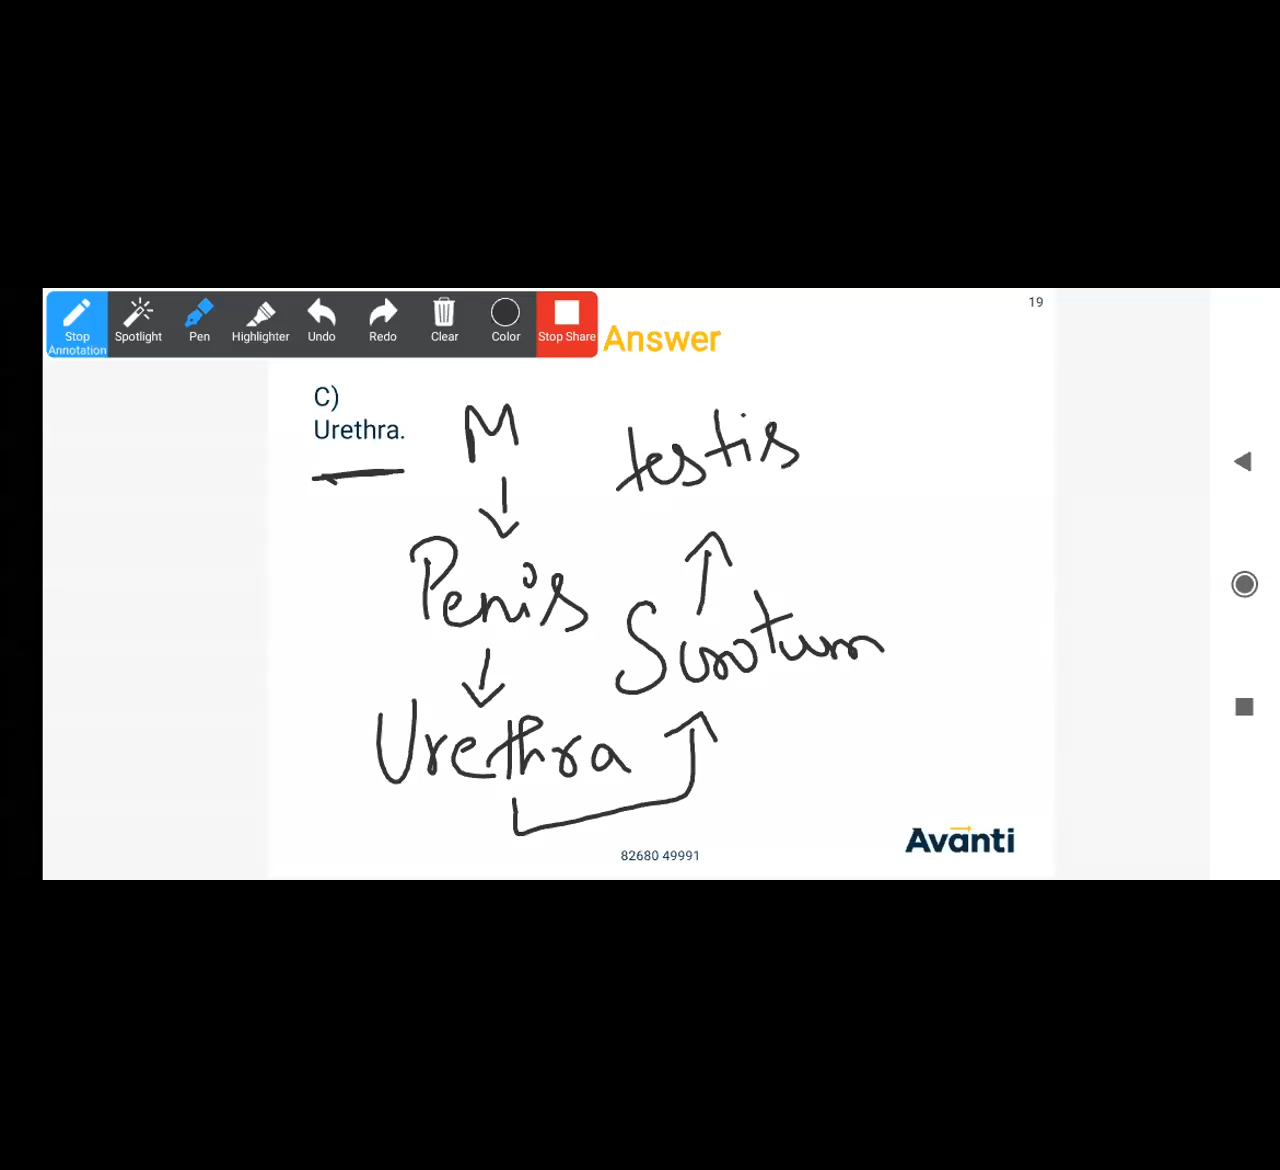 19
Stop Annotation Spotlight Pen Highlighter Undo Redo Clear Color Stop Share
Answer
C)
Urethra.
M
testis
Penis
Scrotum
Urethra
82680 49991
Avanti